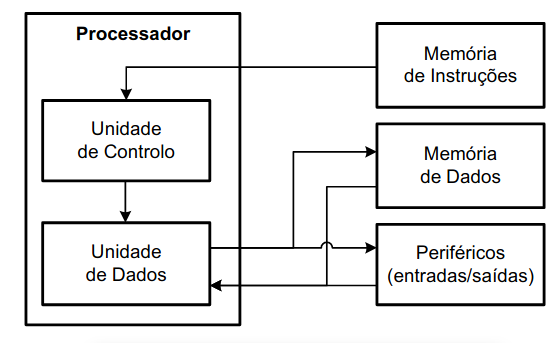 Processador
Memória
de Instruções
Unidade
de Controlo
Memória
de Dados
Unidade
de Dados
Periféricos
(entradas/saídas)